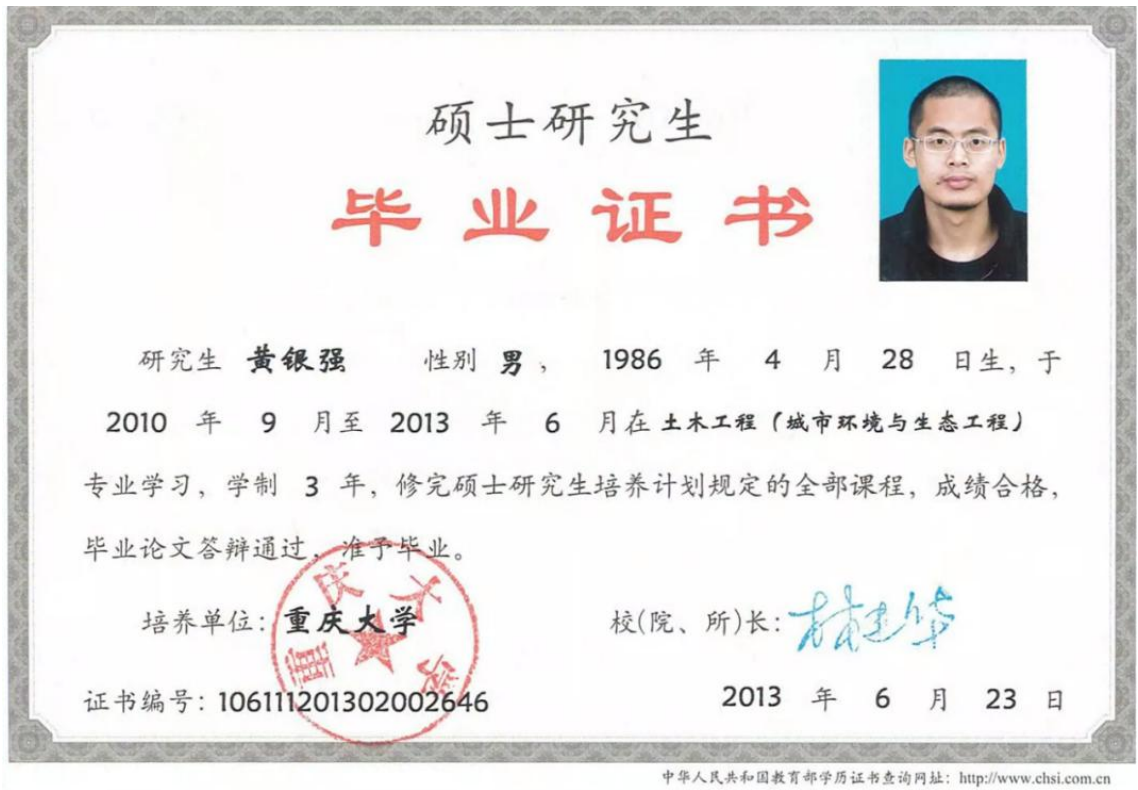 硕士研究生
毕业证书
研究生 黄银强 性别 男， 1986 年 4 月 28 日生，于
2010 年 9 月至 2013 年 6 月在 土木工程（城市环境与生态工程）
专业学习，学制 3 年，修完硕士研究生培养计划规定的全部课程，成绩合格，
毕业论文答辩通过，准予毕业。
培养单位：重庆大学
重庆大学
校(院、所)长：林建华
证书编号：106111201302002646
2013 年 6 月 23 日
中华人民共和国教育部学历证书查询网址：http://www.chsi.com.cn